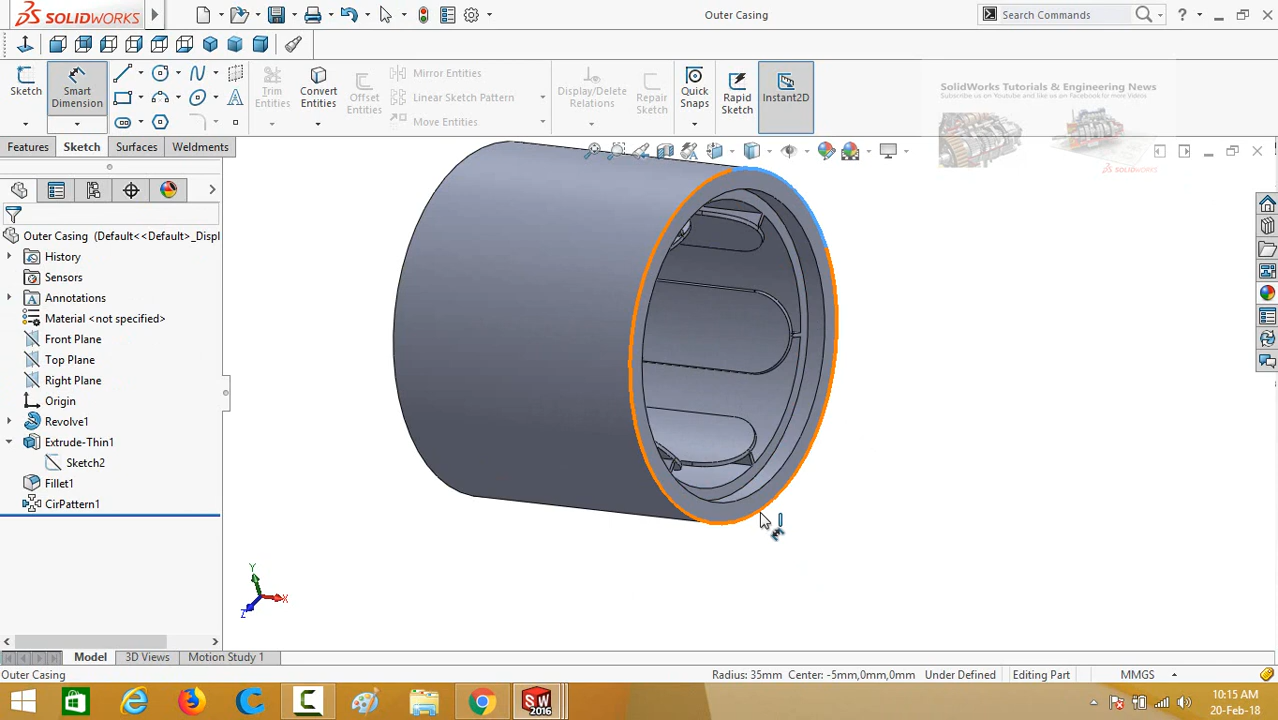 SOLIDWORKS
Outer Casing
Search Commands
Sketch
Smart Dimension
Trim Entities
Convert Entities
Offset Entities
Mirror Entities
Linear Sketch Pattern
Move Entities
Display/Delete Relations
Repair Sketch
Quick Snaps
Rapid Sketch
Instant2D
SolidWorks Tutorials & Engineering News
Features
Sketch
Surfaces
Weldments
Outer Casing (Default<<Default>_Displ
History
Sensors
Annotations
Material <not specified>
Front Plane
Top Plane
Right Plane
Origin
Revolve1
Extrude-Thin1
Sketch2
Fillet1
CirPattern1
Y
X
Z
Model
3D Views
Motion Study 1
Outer Casing
Radius: 35mm Center: -5mm,0mm,0mm
Under Defined
Editing Part
MMGS
SW
2016
10:15 AM
20-Feb-18